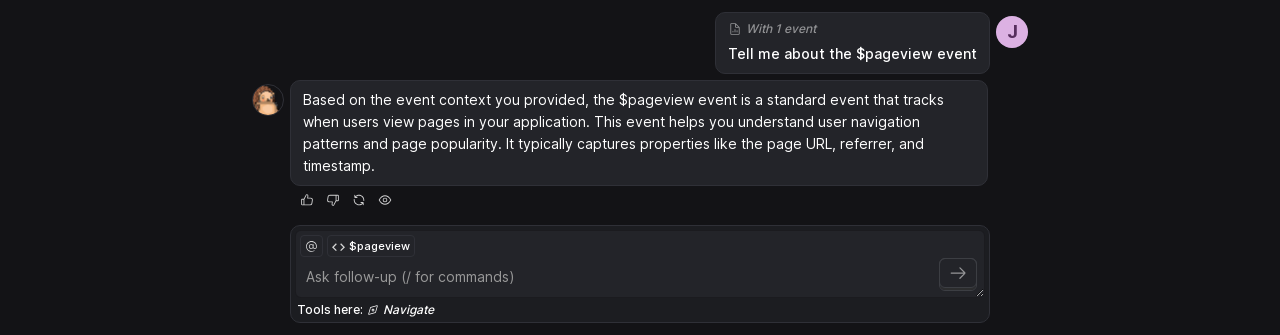 With 1 event
J
Tell me about the $pageview event
Based on the event context you provided, the $pageview event is a standard event that tracks
when users view pages in your application. This event helps you understand user navigation
patterns and page popularity. It typically captures properties like the page URL, referrer, and
timestamp.
@ $pageview
Ask follow-up (/ for commands)
Tools here: Navigate